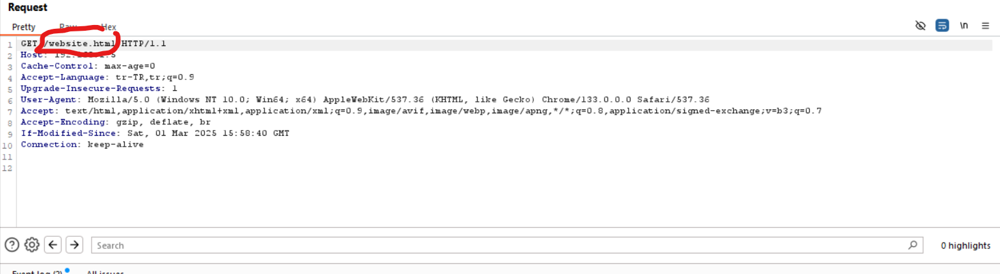 Request
Pretty Raw Hex
\n
1 GET /website.html HTTP/1.1
2 Host:
3 Cache-Control: max-age=0
4 Accept-Language: tr-TR,tr;q=0.9
5 Upgrade-Insecure-Requests: 1
6 User-Agent: Mozilla/5.0 (Windows NT 10.0; Win64; x64) AppleWebKit/537.36 (KHTML, like Gecko) Chrome/133.0.0.0 Safari/537.36
7 Accept: text/html,application/xhtml+xml,application/xml;q=0.9,image/avif,image/webp,image/apng,*/*;q=0.8,application/signed-exchange;v=b3;q=0.7
8 Accept-Encoding: gzip, deflate, br
9 If-Modified-Since: Sat, 01 Mar 2025 15:58:40 GMT
10 Connection: keep-alive
11
12
Search
0 highlights
Event log (2) All issues